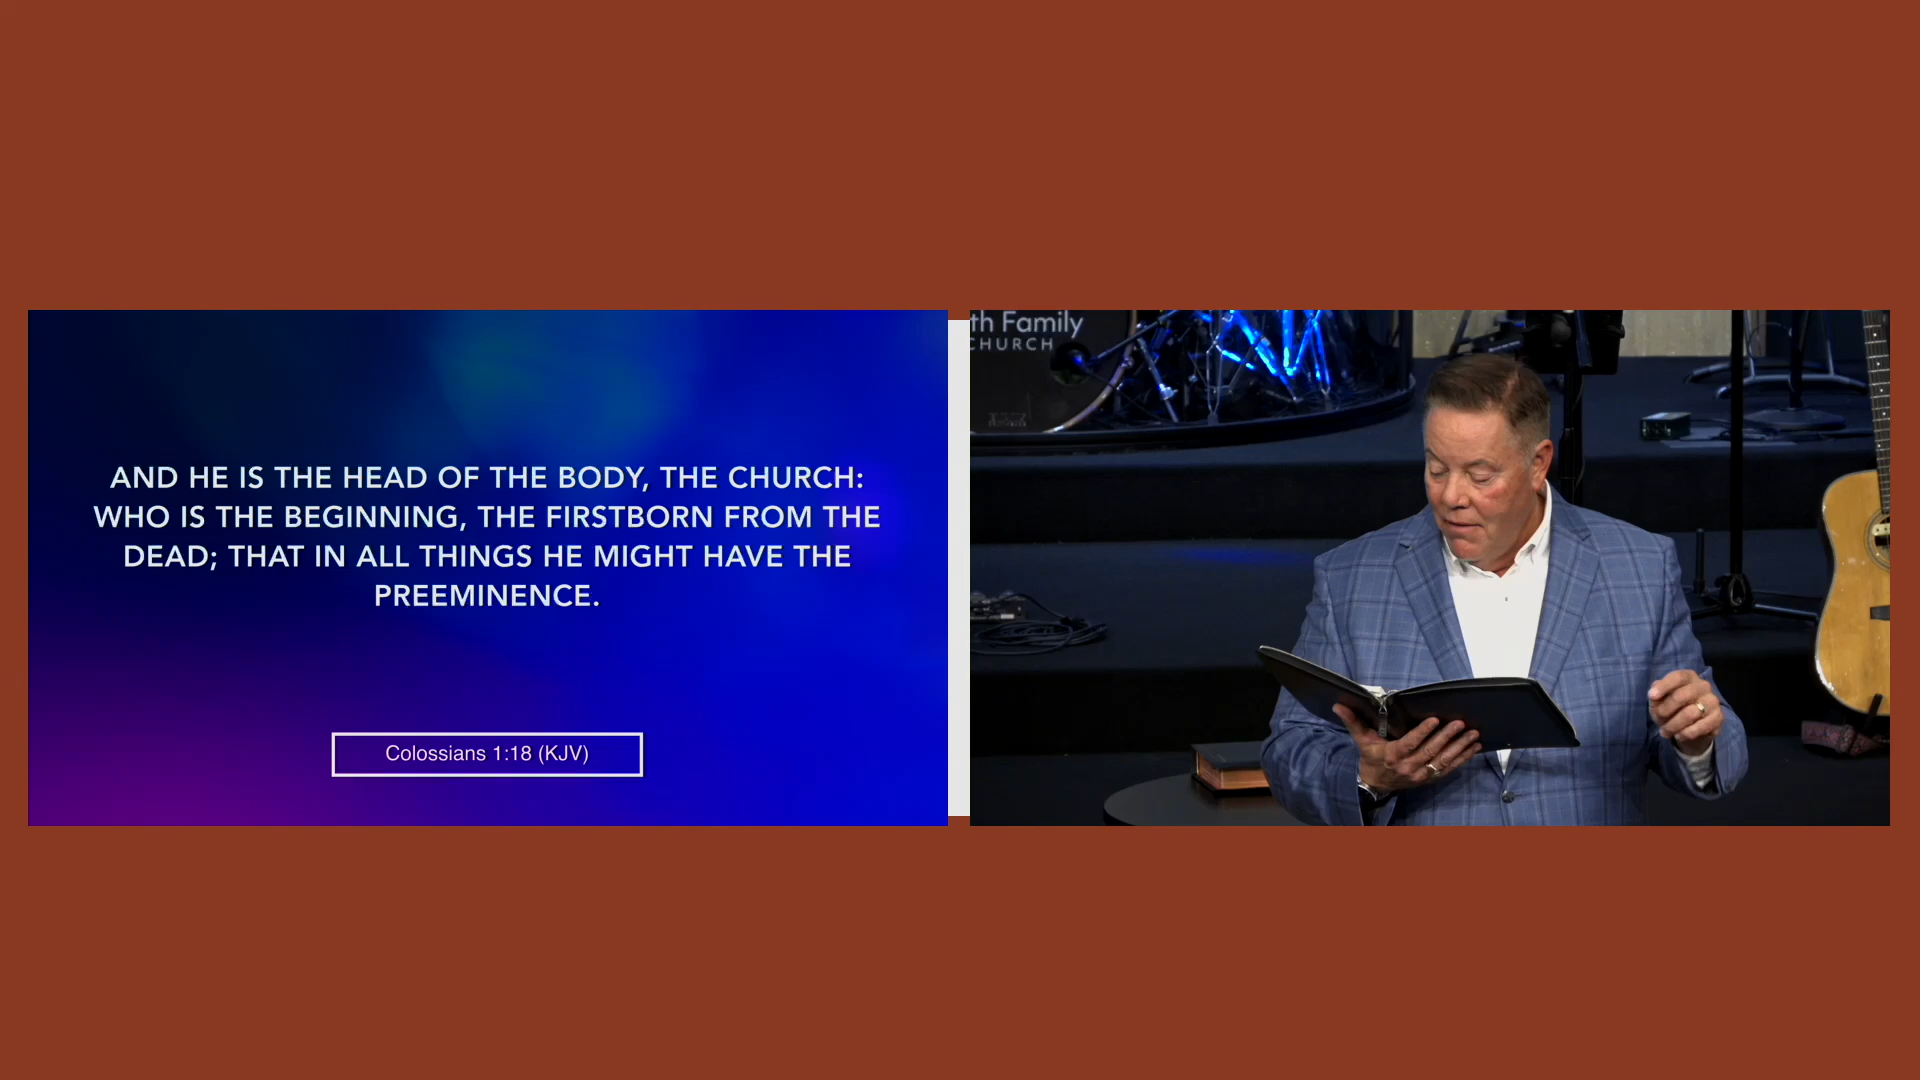 AND HE IS THE HEAD OF THE BODY, THE CHURCH:
WHO IS THE BEGINNING, THE FIRSTBORN FROM THE
DEAD; THAT IN ALL THINGS HE MIGHT HAVE THE
PREEMINENCE.
Colossians 1:18 (KJV)
th Family
CHURCH